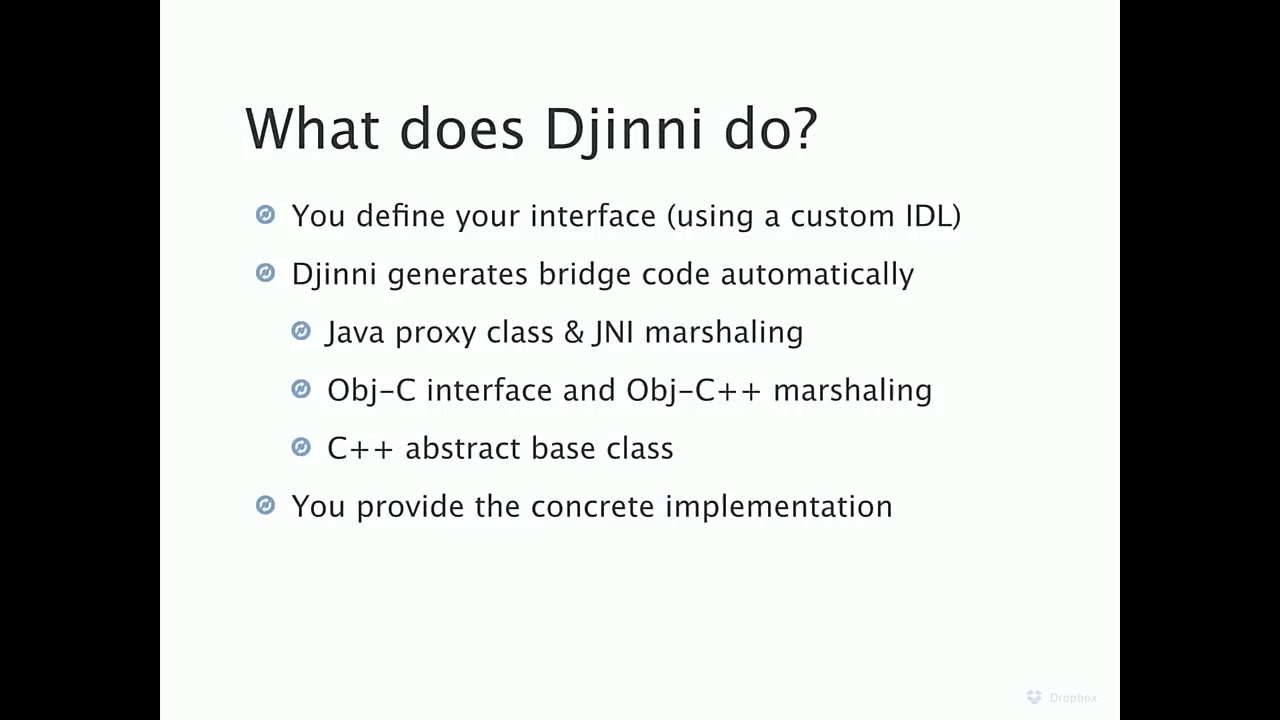 What does Djinni do?
You define your interface (using a custom IDL)
Djinni generates bridge code automatically
Java proxy class & JNI marshaling
Obj-C interface and Obj-C++ marshaling
C++ abstract base class
You provide the concrete implementation
Dropbox